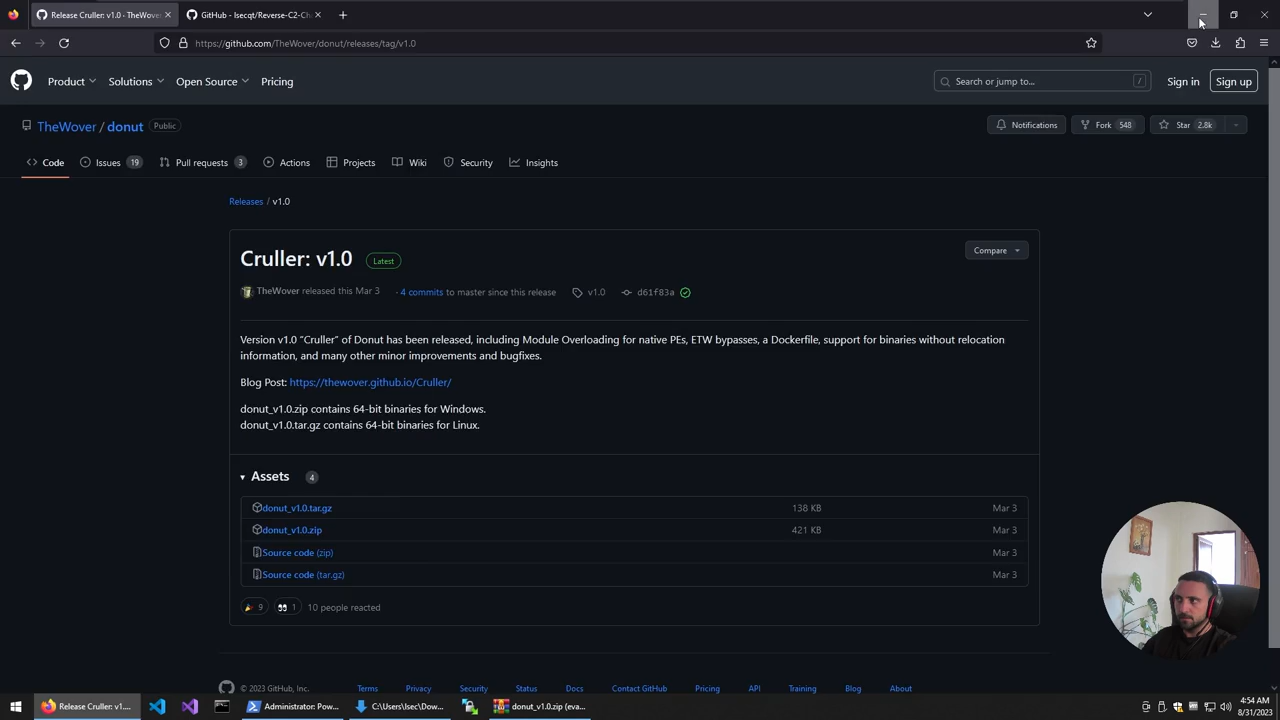 Release Cruller: v1.0 · TheWove
GitHub - lsecqt/Reverse-C2-Ch
https://github.com/TheWover/donut/releases/tag/v1.0
Product
Solutions
Open Source
Pricing
Search or jump to...
/
Sign in
Sign up
TheWover / donut
Public
Notifications
Fork 548
Star 2.8k
Code
Issues 19
Pull requests 3
Actions
Projects
Wiki
Security
Insights
Releases / v1.0
Cruller: v1.0
Latest
Compare
TheWover released this Mar 3
· 4 commits to master since this release
v1.0
d61f83a
Version v1.0 "Cruller" of Donut has been released, including Module Overloading for native PEs, ETW bypasses, a Dockerfile, support for binaries without relocation
information, and many other minor improvements and bugfixes.
Blog Post: https://thewover.github.io/Cruller/
donut_v1.0.zip contains 64-bit binaries for Windows.
donut_v1.0.tar.gz contains 64-bit binaries for Linux.
Assets 4
donut_v1.0.tar.gz 138 KB Mar 3
donut_v1.0.zip 421 KB Mar 3
Source code (zip) Mar 3
Source code (tar.gz) Mar 3
9
1
10 people reacted
© 2023 GitHub, Inc.
Terms
Privacy
Security
Status
Docs
Contact GitHub
Pricing
API
Training
Blog
About
Release Cruller: v1....
Administrator: Pow...
C:\Users\lsec\Dow...
donut_v1.0.zip (eva...
4:54 AM
8/31/2023